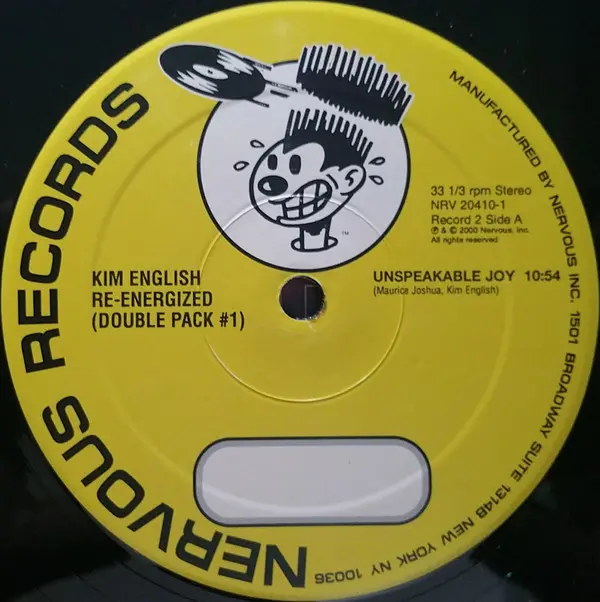 NERVOUS RECORDS
MANUFACTURED BY NERVOUS INC, 1501 BROADWAY SUITE 1314B NEW YORK NY 10036
33 1/3 rpm Stereo
NRV 20410-1
Record 2 Side A
℗ & © 2000 Nervous, Inc.
All rights reserved
KIM ENGLISH
RE-ENERGIZED
(DOUBLE PACK #1)
UNSPEAKABLE JOY 10:54
(Maurice Joshua, Kim English)
TM